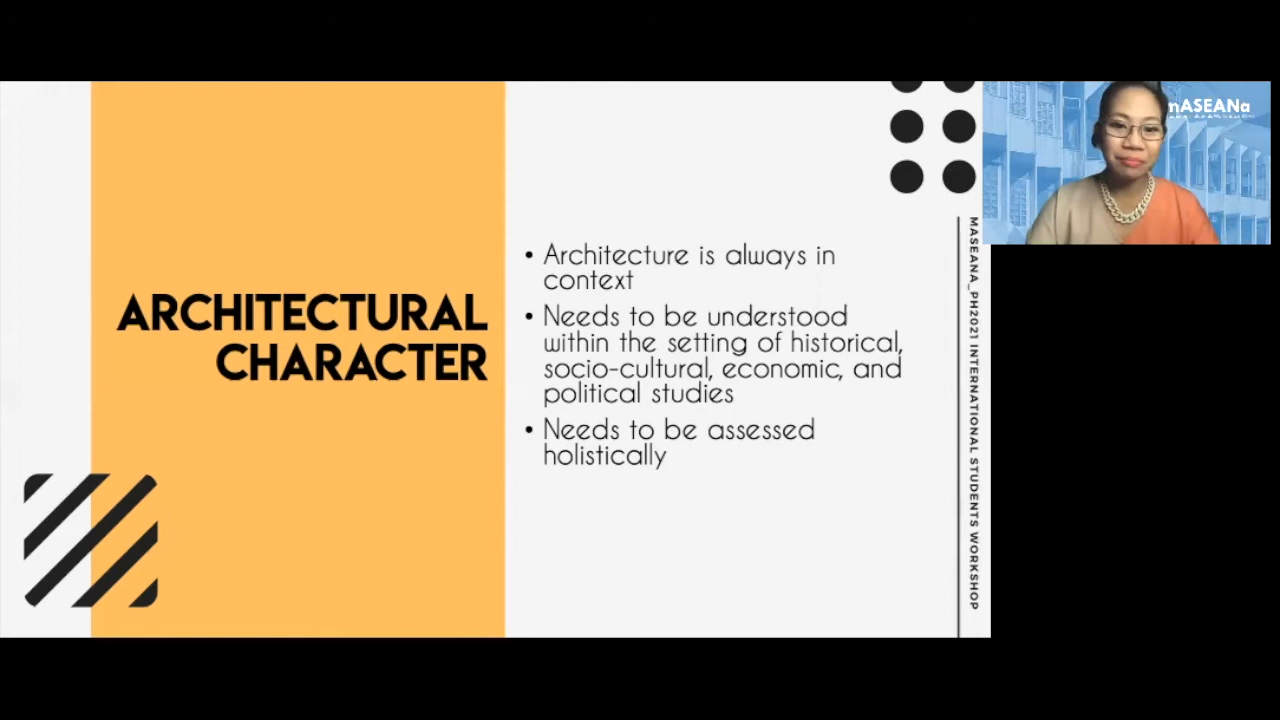 ARCHITECTURAL
CHARACTER
• Architecture is always in
context
• Needs to be understood
within the setting of historical,
socio-cultural, economic, and
political studies
• Needs to be assessed
holistically
MASEANA_PH2021 INTERNATIONAL STUDENTS WORKSHOP
mASEANa